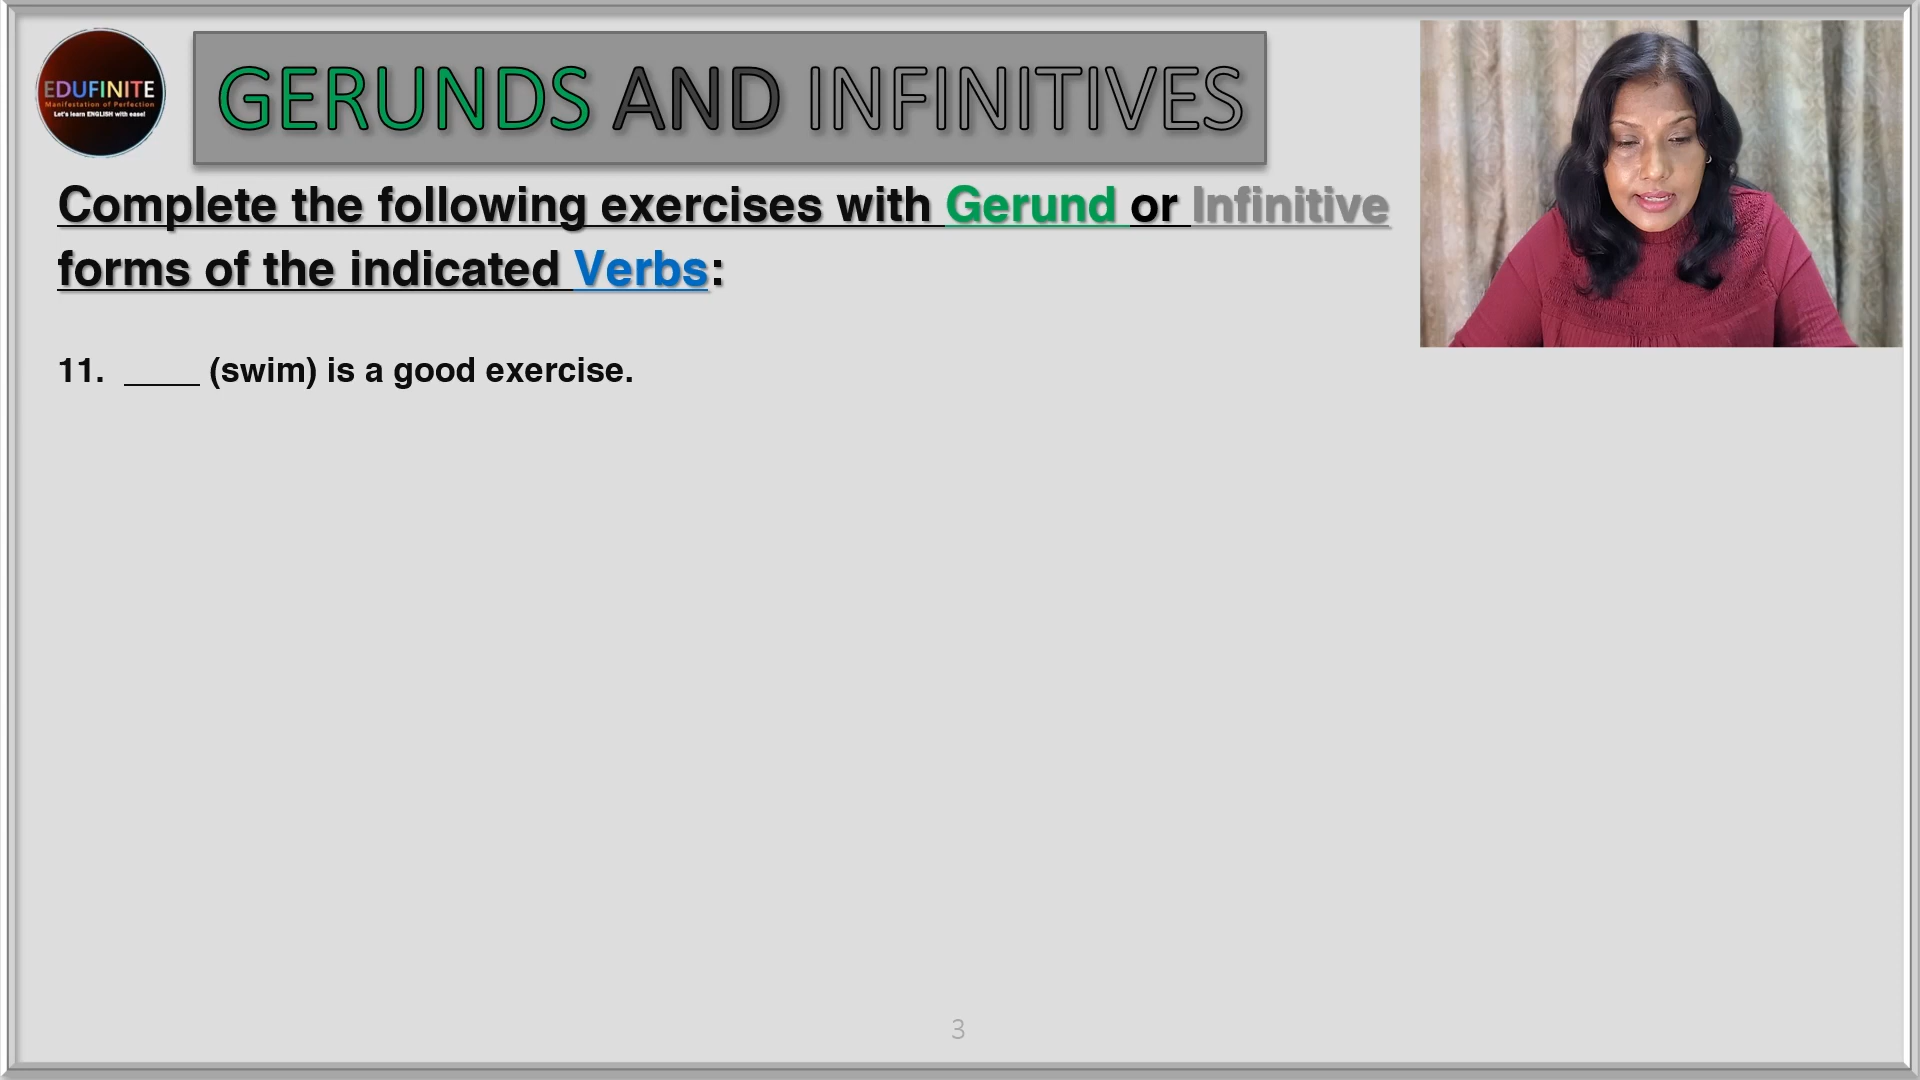 EDUFINITE
Manifestation of Perfection
Let's learn ENGLISH with ease!
GERUNDS AND INFINITIVES
Complete the following exercises with Gerund or Infinitive
forms of the indicated Verbs:
11. ____ (swim) is a good exercise.
3